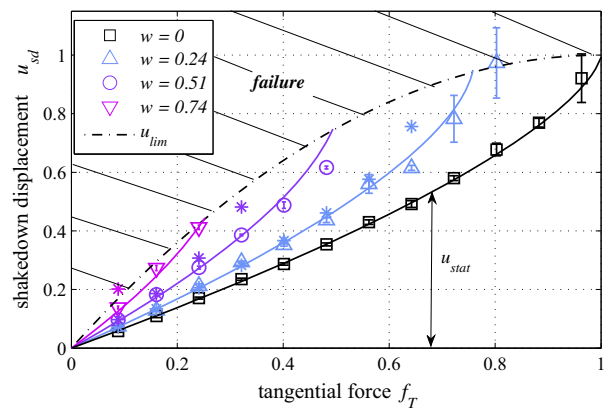 w = 0
w = 0.24
w = 0.51
w = 0.74
u_lim
failure
u_stat
shakedown displacement u_sd
1
0.8
0.6
0.4
0.2
0
0 0.2 0.4 0.6 0.8 1
tangential force f_T